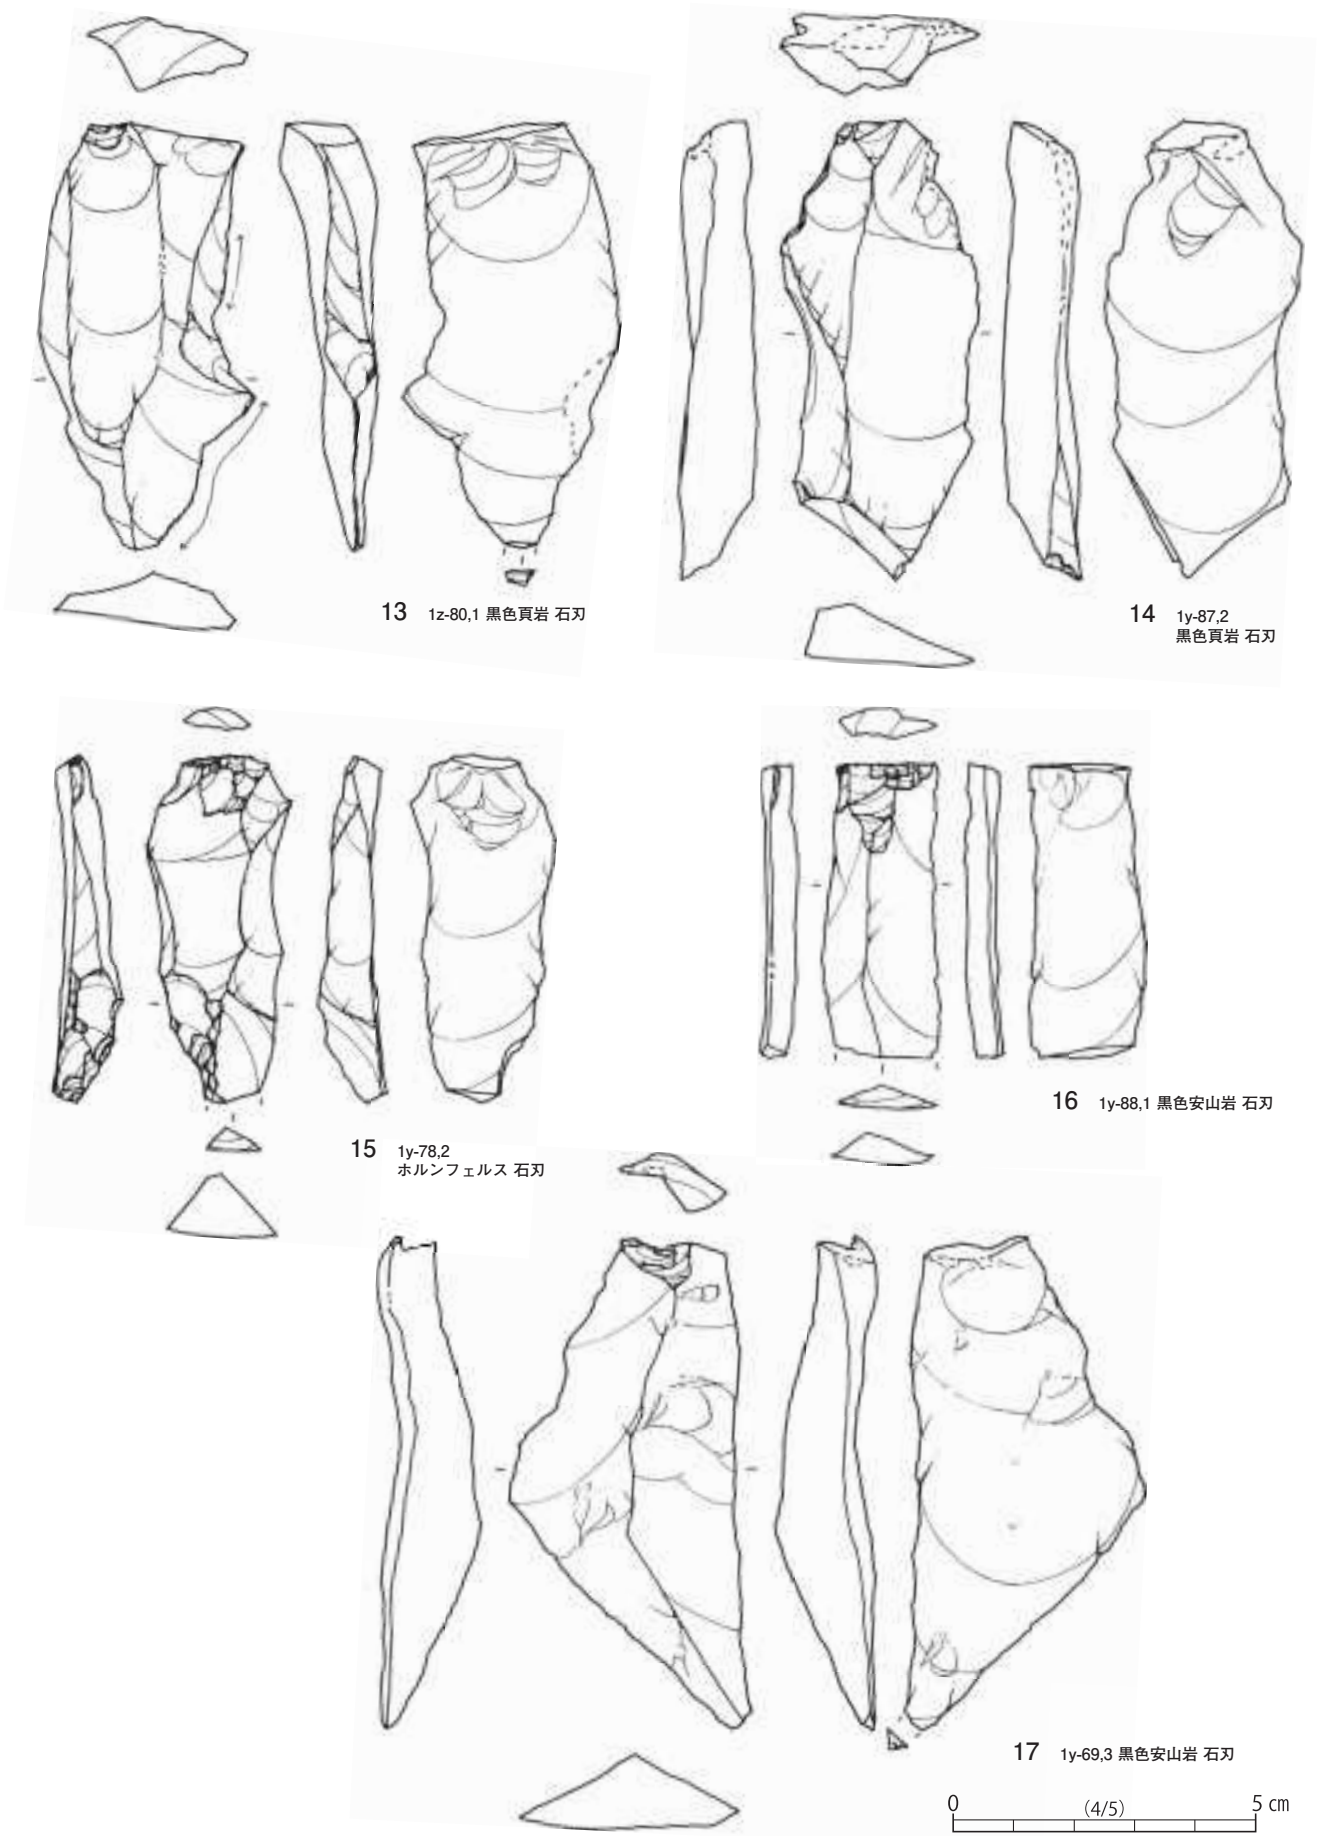 13 1z-80,1 黒色頁岩 石刃
14 1y-87,2
黒色頁岩 石刃
15 1y-78,2
ホルンフェルス 石刃
16 1y-88,1 黒色安山岩 石刃
17 1y-69,3 黒色安山岩 石刃
0 (4/5) 5 cm